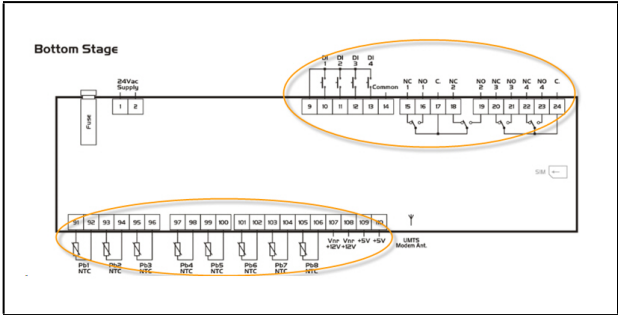 Bottom Stage
DI DI DI DI
1 2 3 4
24Vac
Supply
Common
NC NO C. NC NO NC NO NC NO C.
1 1 2 2 3 3 4 4
1 2
9 10 11 12 13 14
15 16 17 18 19 20 21 22 23 24
Fuse
SIM
91 92 93 94 95 96 97 98 99 100 101 102 103 104 105 106 107 108 109 110
Vnr Vnr +5V +5V
+12V +12V
UMTS
Modem Ant.
Pb1 Pb2 Pb3 Pb4 Pb5 Pb6 Pb7 Pb8
NTC NTC NTC NTC NTC NTC NTC NTC